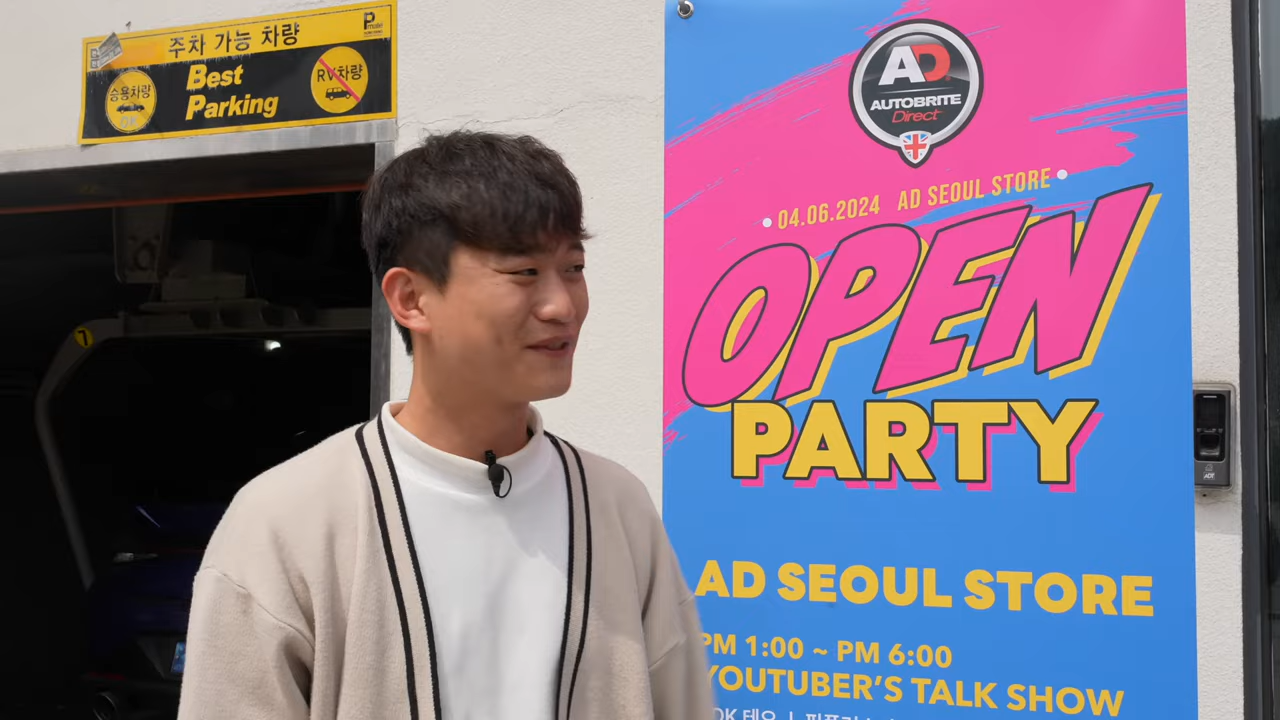 주차 가능 차량
승용차량
Best
Parking
RV차량
AD
AUTOBRITE
Direct
04.06.2024 AD SEOUL STORE
OPEN
PARTY
AD SEOUL STORE
PM 1:00 ~ PM 6:00
YOUTUBER'S TALK SHOW
7
ADT